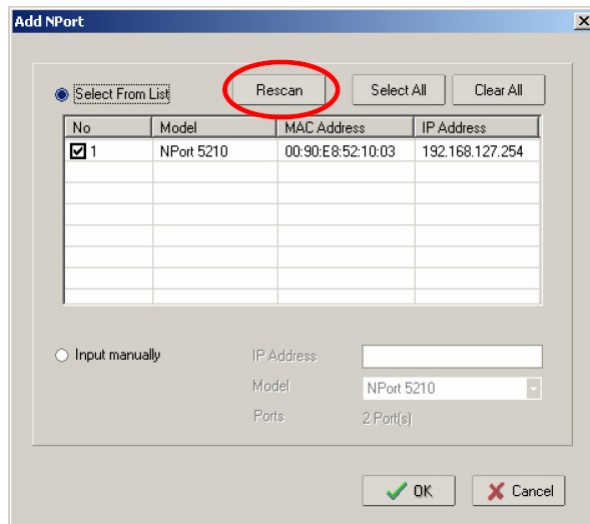 Add NPort
Select From List Rescan Select All Clear All
No Model MAC Address IP Address
1 NPort 5210 00:90:E8:52:10:03 192.168.127.254
Input manually IP Address
Model NPort 5210
Ports 2 Port(s)
OK Cancel